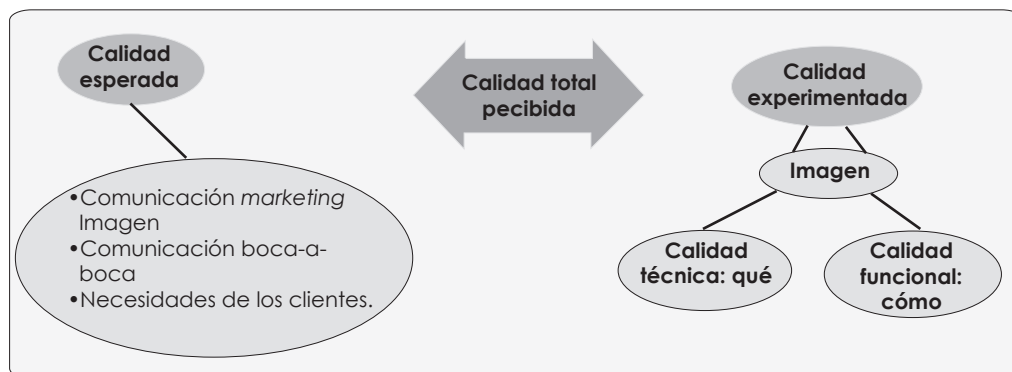 Calidad
esperada
•Comunicación marketing
Imagen
•Comunicación boca-a-
boca
•Necesidades de los clientes.
Calidad total
pecibida
Calidad
experimentada
Imagen
Calidad
técnica: qué
Calidad
funcional:
cómo